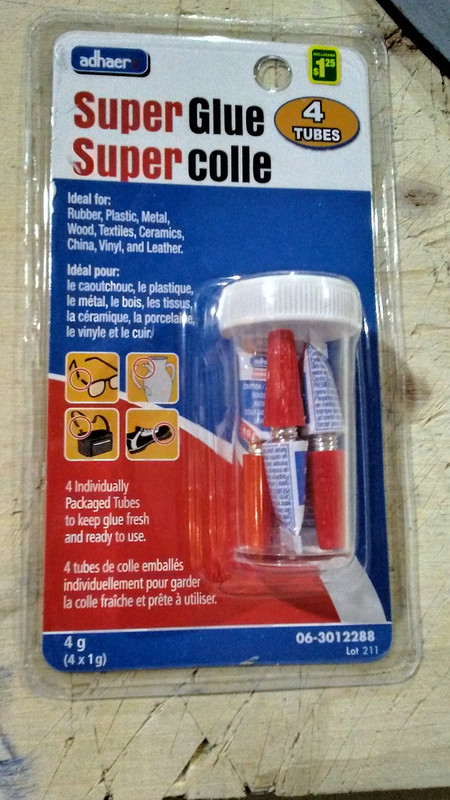 adhaer
$1.25
Super Glue
4
TUBES
Super colle
Ideal for:
Rubber, Plastic, Metal,
Wood, Textiles, Ceramics,
China, Vinyl, and Leather.
Idéal pour:
le caoutchouc, le plastique,
le métal, le bois, les tissus,
la céramique, la porcelaine,
le vinyle et le cuir.
4 Individually
Packaged Tubes
to keep glue fresh
and ready to use.
4 tubes de colle emballés
individuellement pour garder
la colle fraîche et prête à utiliser.
4 g
(4 x 1g)
06-3012288
Lot 211